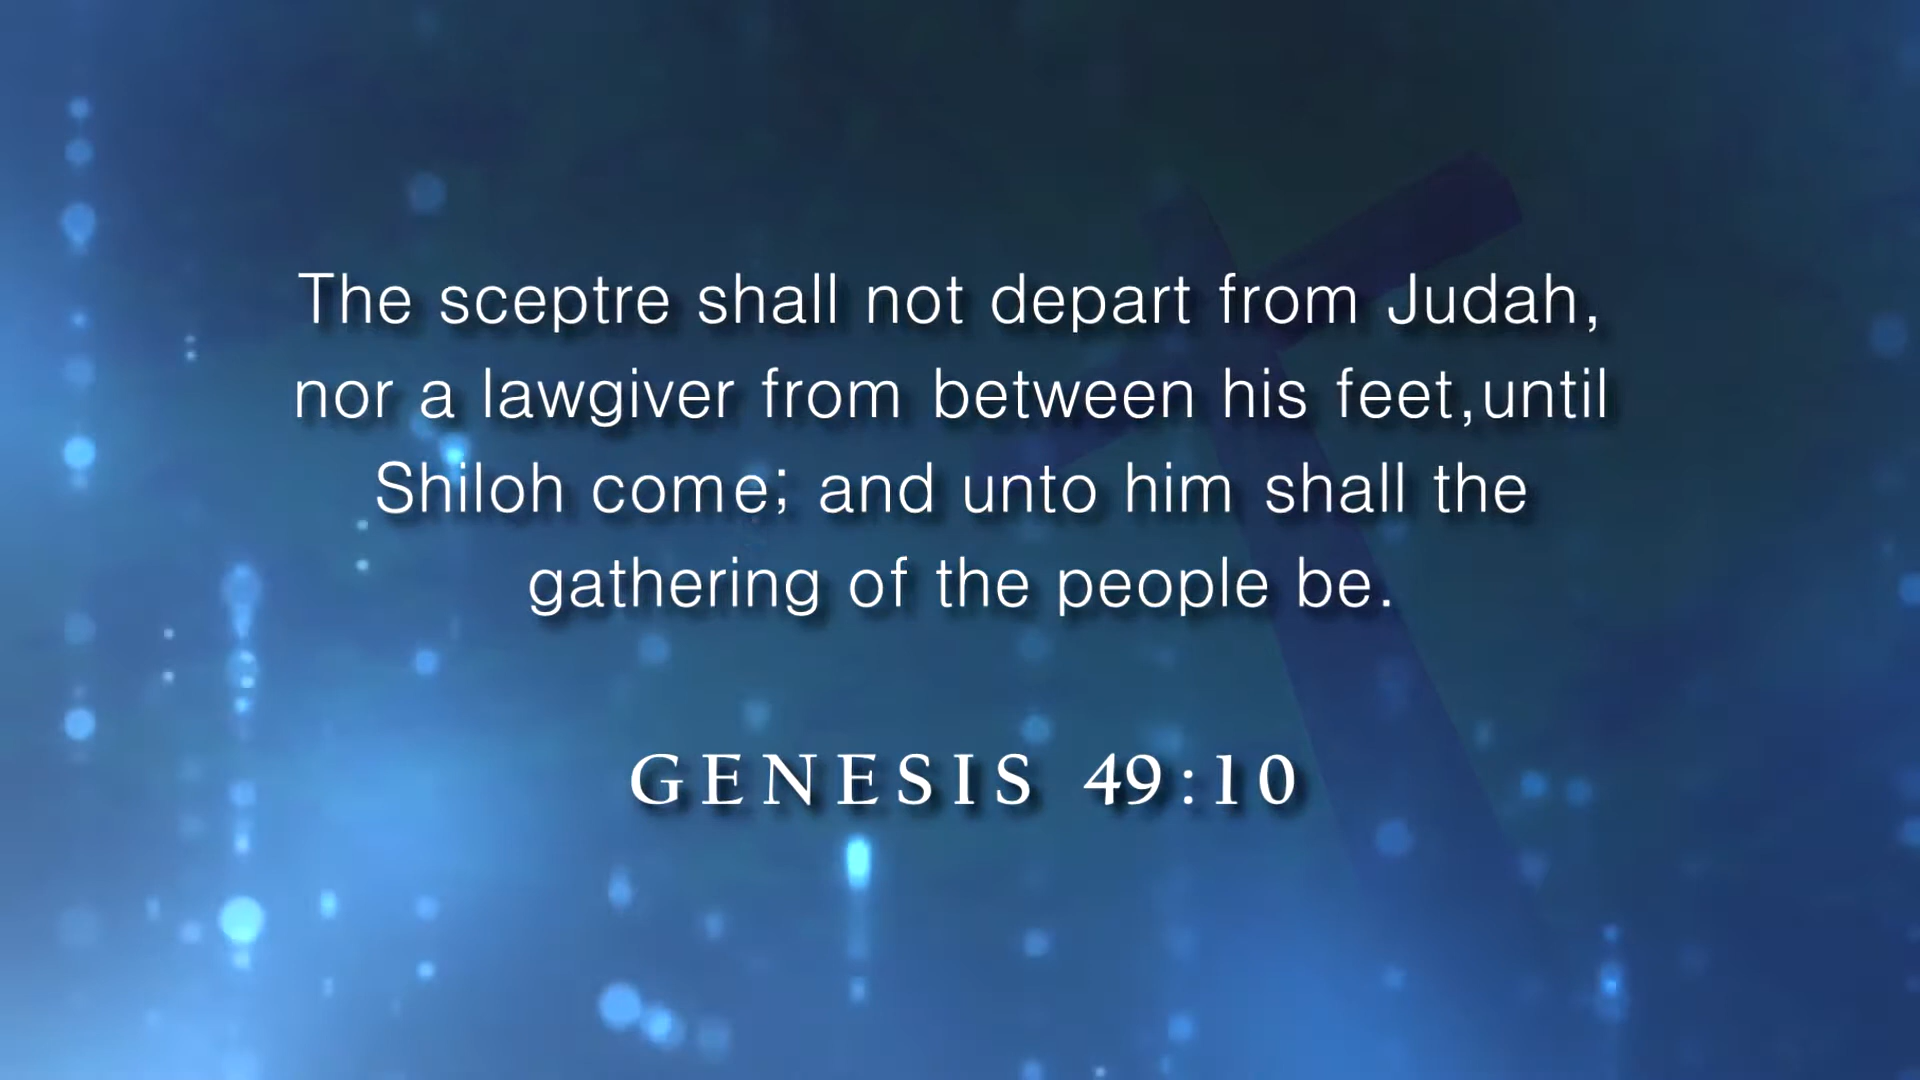 The sceptre shall not depart from Judah,
nor a lawgiver from between his feet,until
Shiloh come; and unto him shall the
gathering of the people be.
GENESIS 49:10